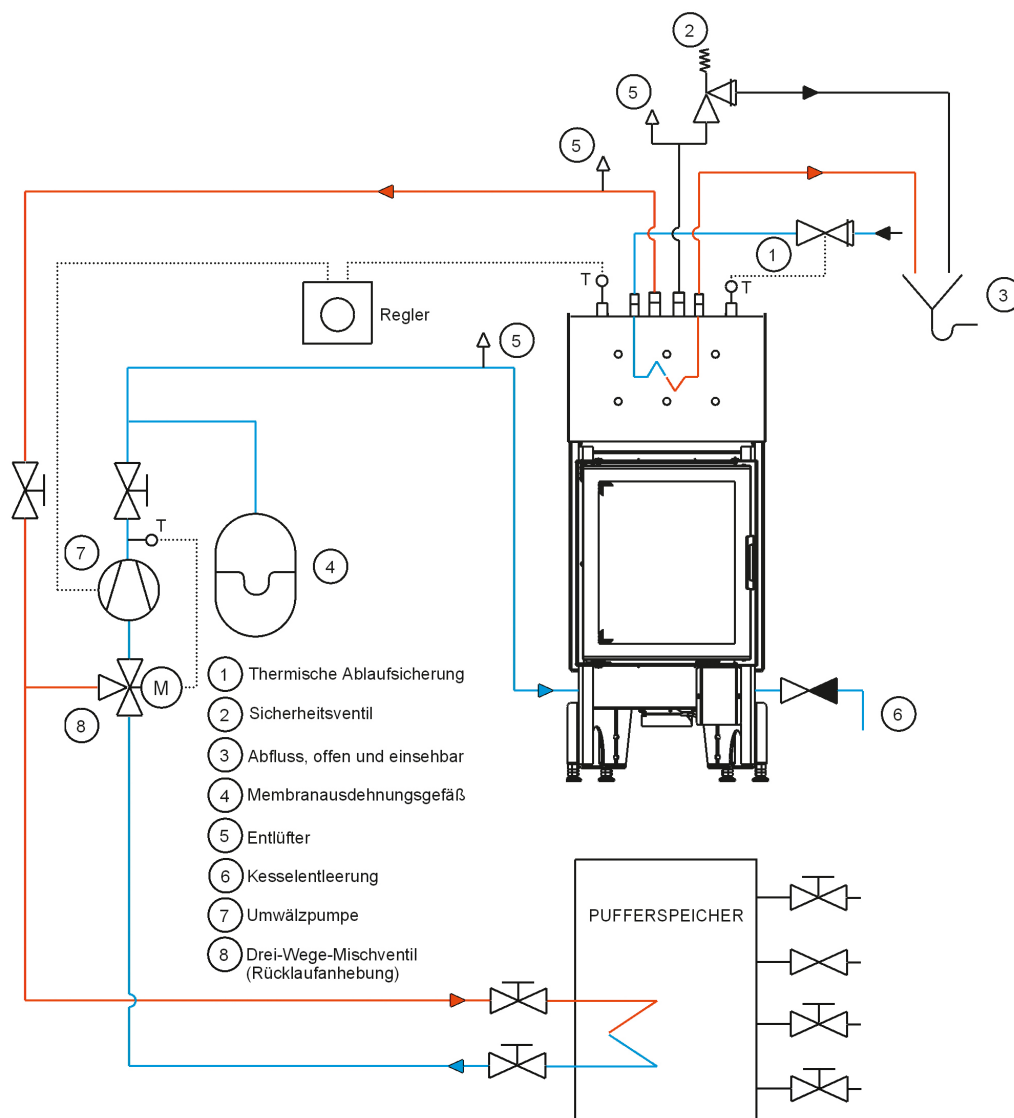 2
5
5
1
T
T
3
Regler
5
T
7
4
M
8
6
1 Thermische Ablaufsicherung
2 Sicherheitsventil
3 Abfluss, offen und einsehbar
4 Membranausdehnungsgefäß
5 Entlüfter
6 Kesselentleerung
7 Umwälzpumpe
8 Drei-Wege-Mischventil
(Rücklaufanhebung)
PUFFERSPEICHER